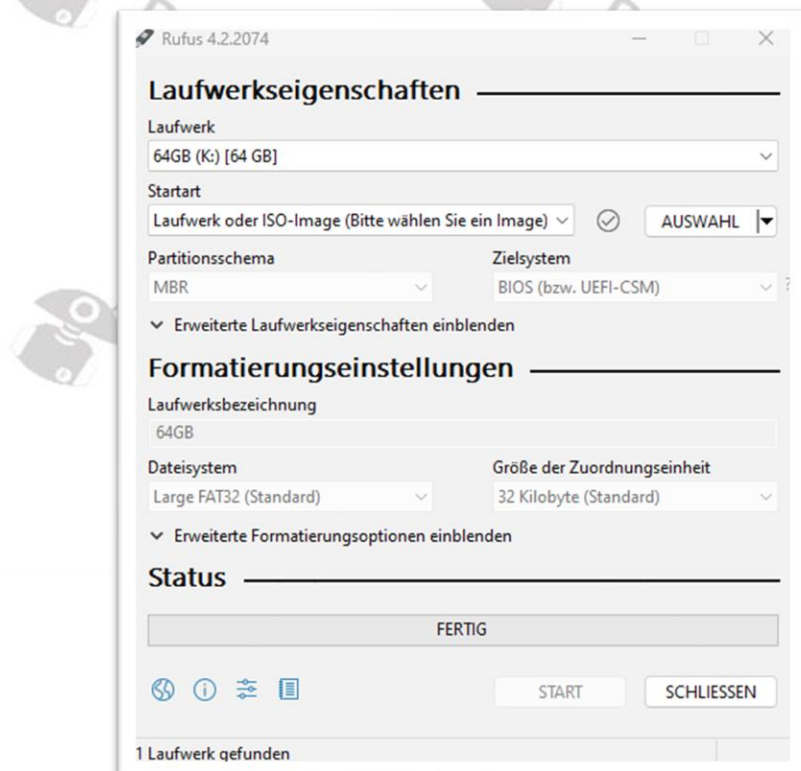 Rufus 4.2.2074
Laufwerkseigenschaften
Laufwerk
64GB (K:) [64 GB]
Startart
Laufwerk oder ISO-Image (Bitte wählen Sie ein Image) AUSWAHL
Partitionsschema Zielsystem
MBR BIOS (bzw. UEFI-CSM) ?
Erweiterte Laufwerkseigenschaften einblenden
Formatierungseinstellungen
Laufwerksbezeichnung
64GB
Dateisystem Größe der Zuordnungseinheit
Large FAT32 (Standard) 32 Kilobyte (Standard)
Erweiterte Formatierungsoptionen einblenden
Status
FERTIG
START SCHLIESSEN
1 Laufwerk gefunden